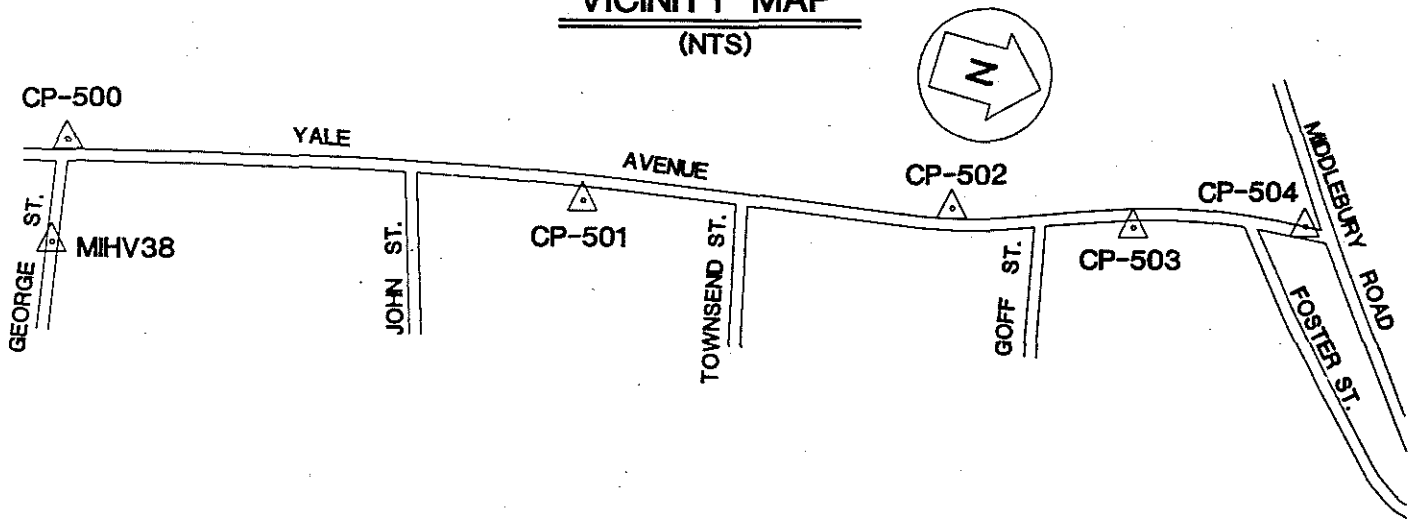 VICINITY MAP
(NTS)
N
CP-500
YALE
AVENUE
CP-502
CP-504
MIDDLEBURY ROAD
GEORGE ST.
MIHV38
JOHN ST.
CP-501
TOWNSEND ST.
GOFF ST.
CP-503
FOSTER ST.